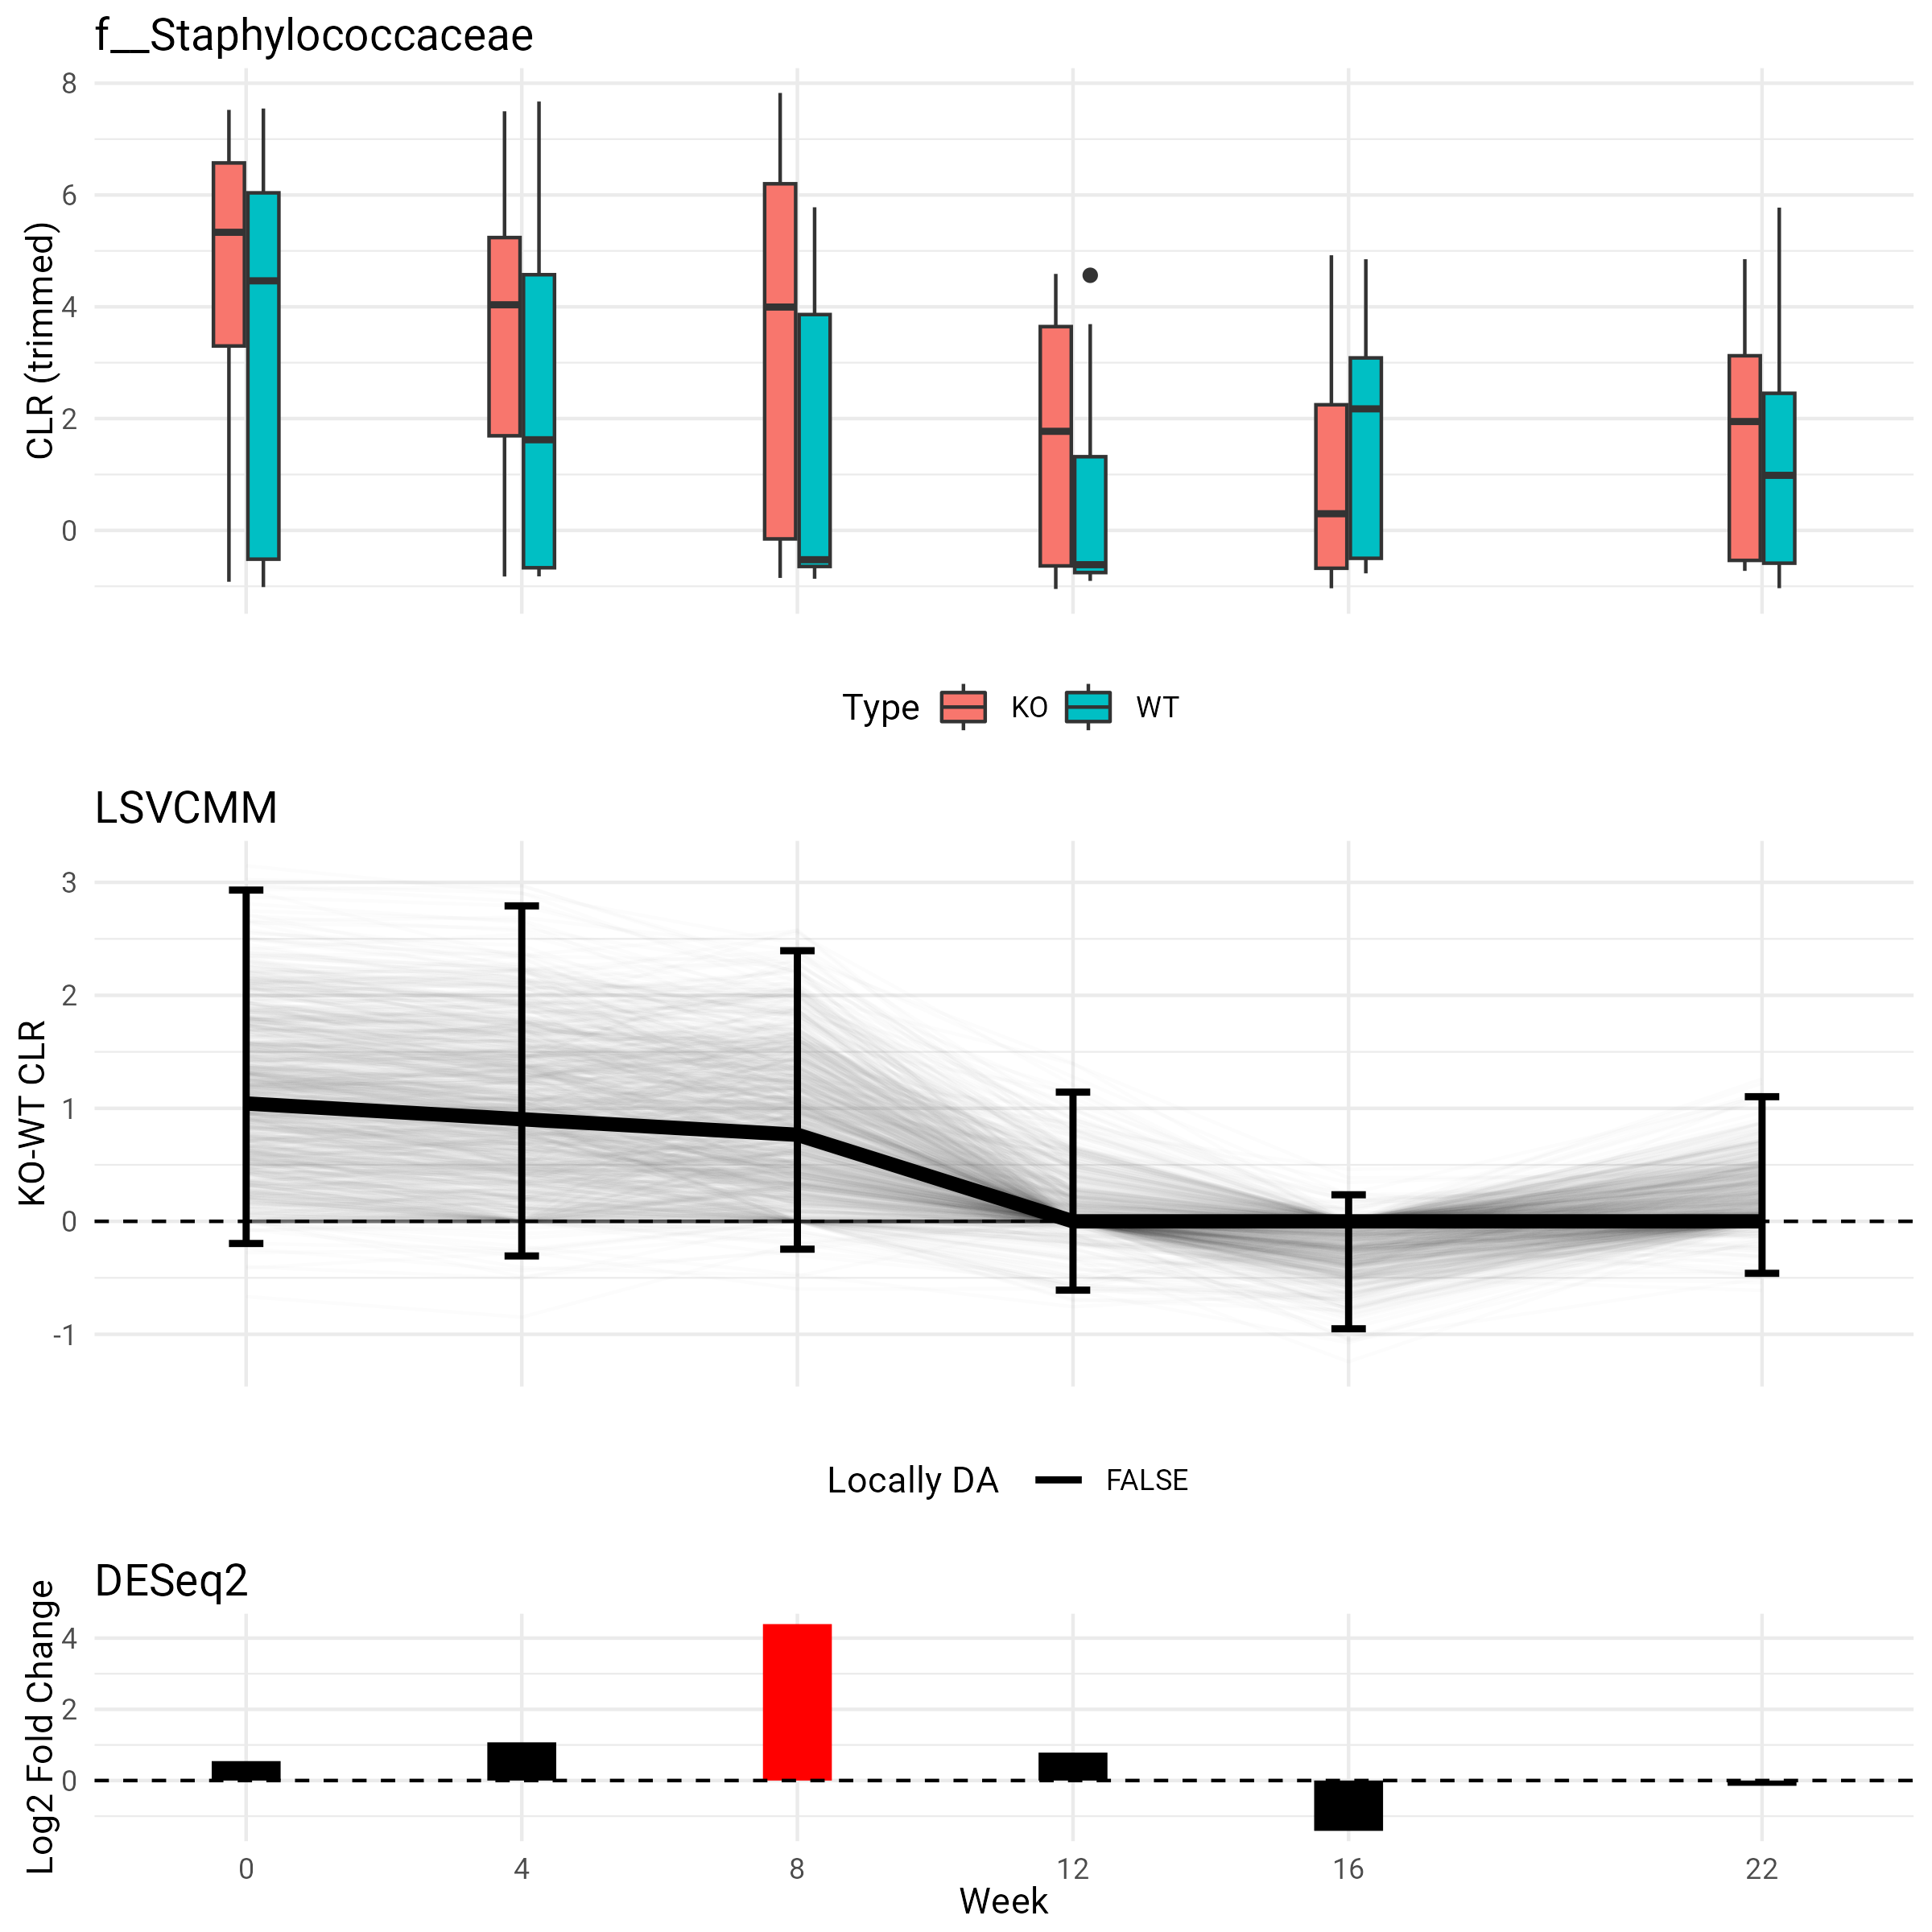 f__Staphylococcaceae
CLR (trimmed)
8
6
4
2
0
Type KO WT
LSVCMM
KO-WT CLR
3
2
1
0
-1
Locally DA FALSE
DESeq2
Log2 Fold Change
4
2
0
0 4 8 12 16 22
Week